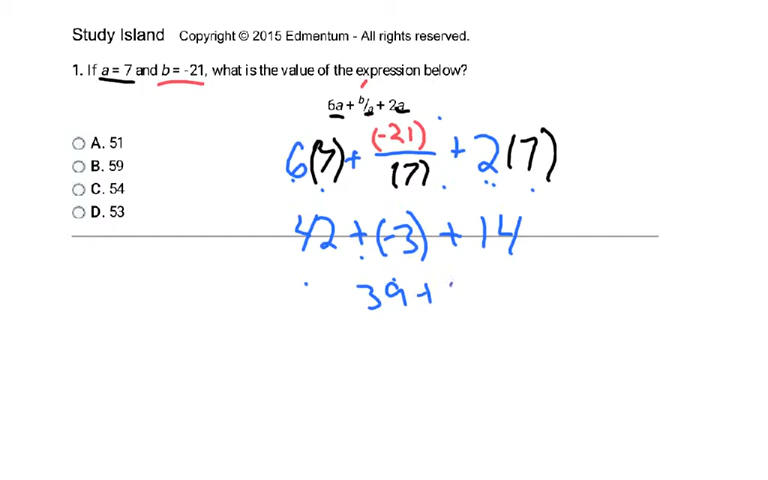 Study Island Copyright © 2015 Edmentum - All rights reserved.
1. If a = 7 and b = -21, what is the value of the expression below?
6a + b/a + 2a
A. 51
B. 59
C. 54
D. 53
6(7) + (-21)/(7) + 2(7)
42 + (-3) + 14
39 +